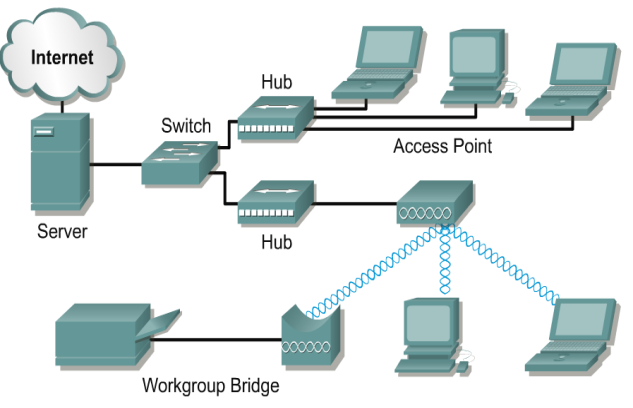 Internet
Hub
Switch
Access Point
Server
Hub
Workgroup Bridge